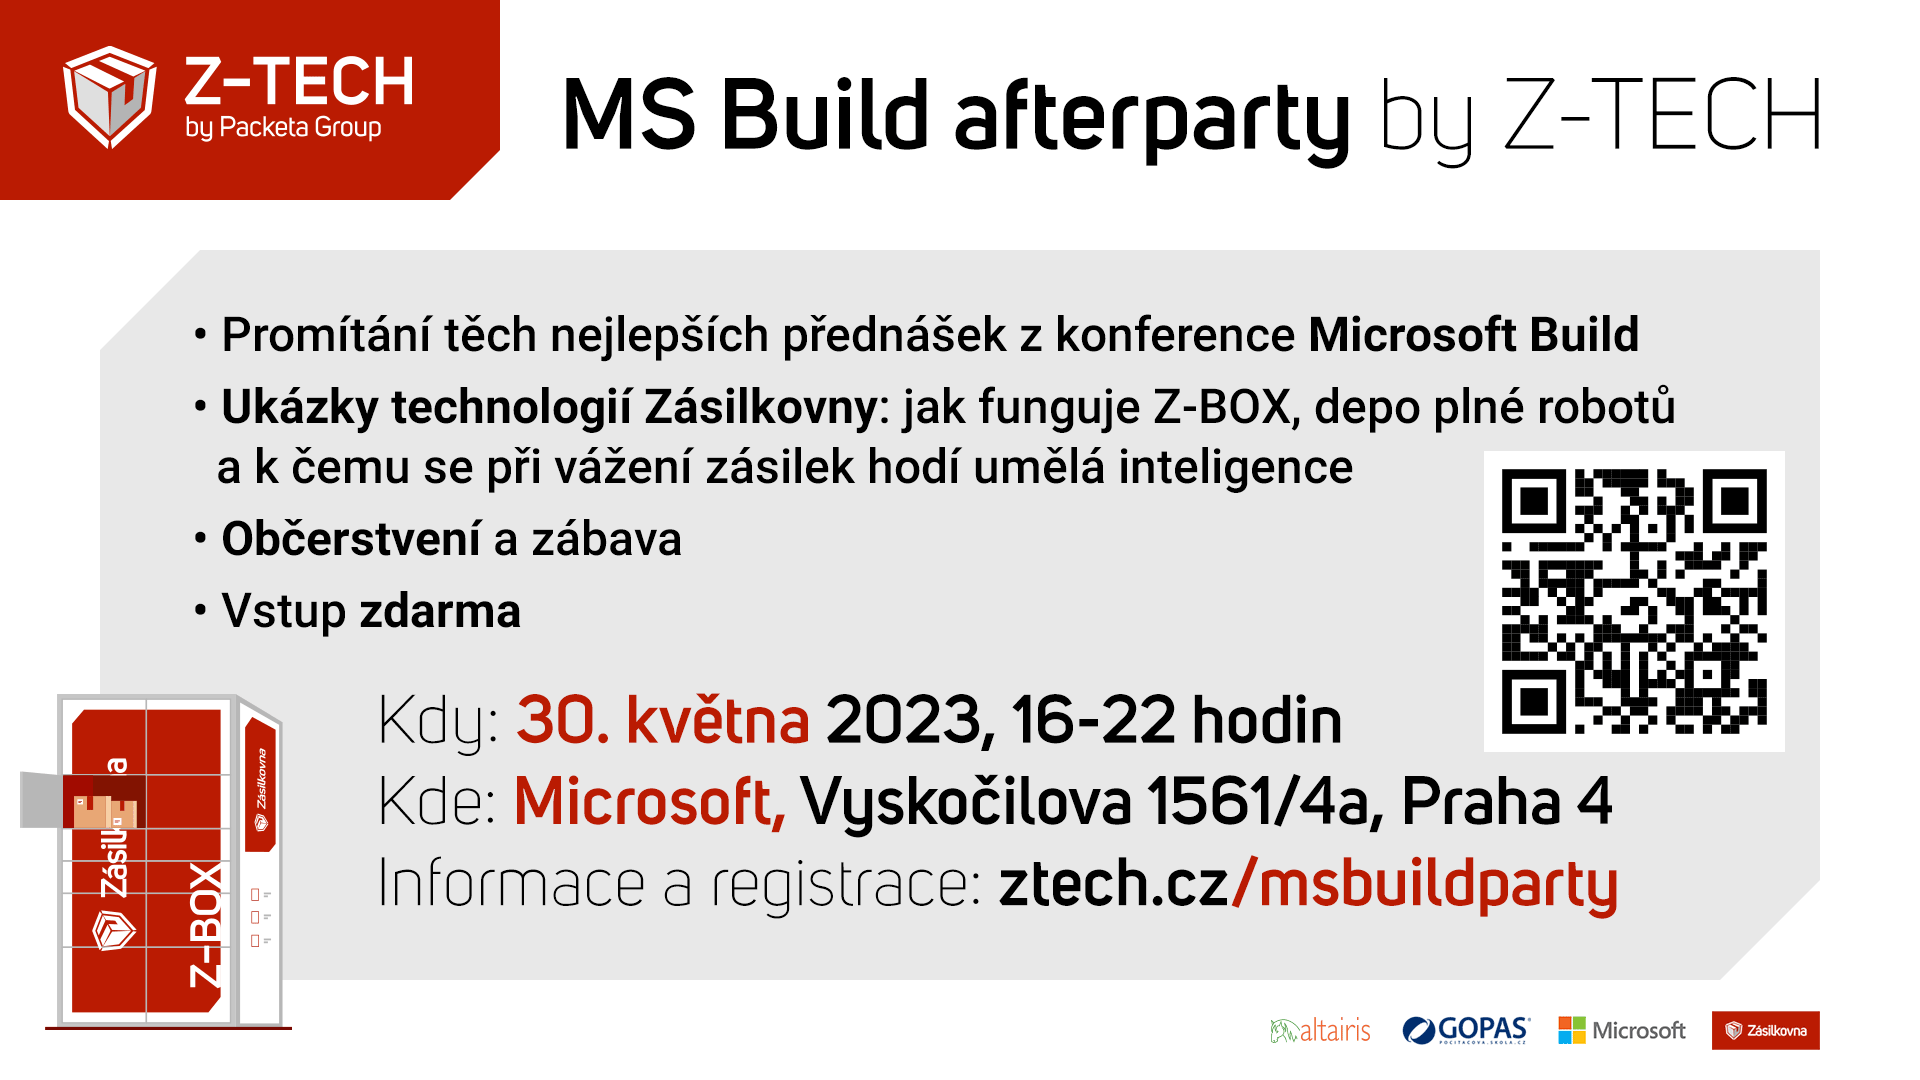 Z-TECH
by Packeta Group
MS Build afterparty by Z-TECH
• Promítání těch nejlepších přednášek z konference Microsoft Build
• Ukázky technologií Zásilkovny: jak funguje Z-BOX, depo plné robotů
a k čemu se při vážení zásilek hodí umělá inteligence
• Občerstvení a zábava
• Vstup zdarma
Kdy: 30. května 2023, 16-22 hodin
Kde: Microsoft, Vyskočilova 1561/4a, Praha 4
Informace a registrace: ztech.cz/msbuildparty
Z-BOX
Zásilkovna
altairis
GOPAS®
POCITACOVA.SKOLA.CZ
Microsoft
Zásilkovna